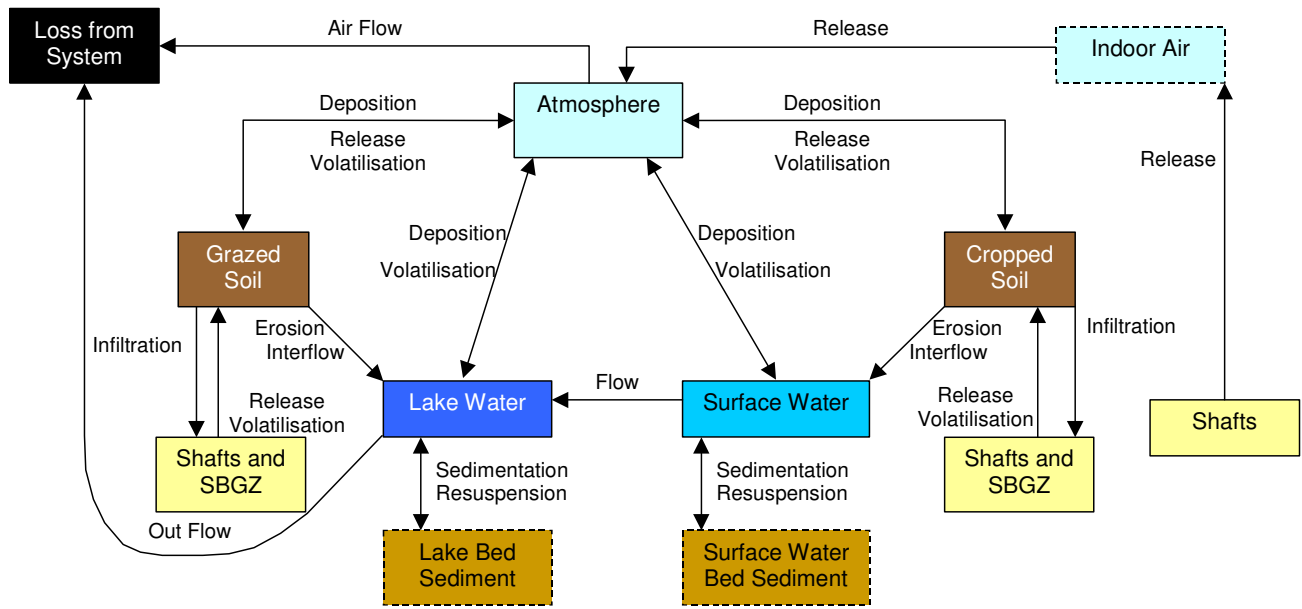 Loss from
System
Air Flow
Release
Indoor Air
Atmosphere
Deposition
Release
Volatilisation
Deposition
Release
Volatilisation
Release
Grazed
Soil
Deposition
Volatilisation
Deposition
Volatilisation
Cropped
Soil
Infiltration
Erosion
Interflow
Erosion
Interflow
Infiltration
Lake Water
Flow
Surface Water
Release
Volatilisation
Release
Volatilisation
Shafts
Shafts and
SBGZ
Sedimentation
Resuspension
Sedimentation
Resuspension
Shafts and
SBGZ
Out Flow
Lake Bed
Sediment
Surface Water
Bed Sediment